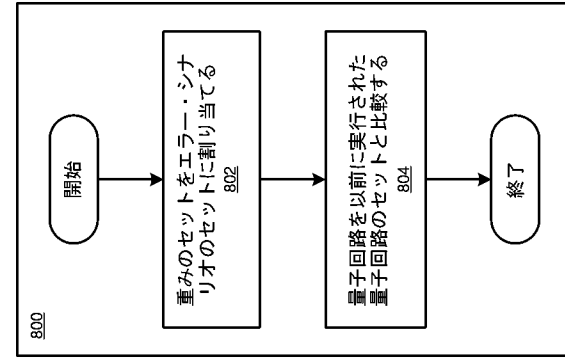 800
開始
重みのセットをエラー・シナ
リオのセットに割り当てる
802
量子回路を以前に実行された
量子回路のセットと比較する
804
終了